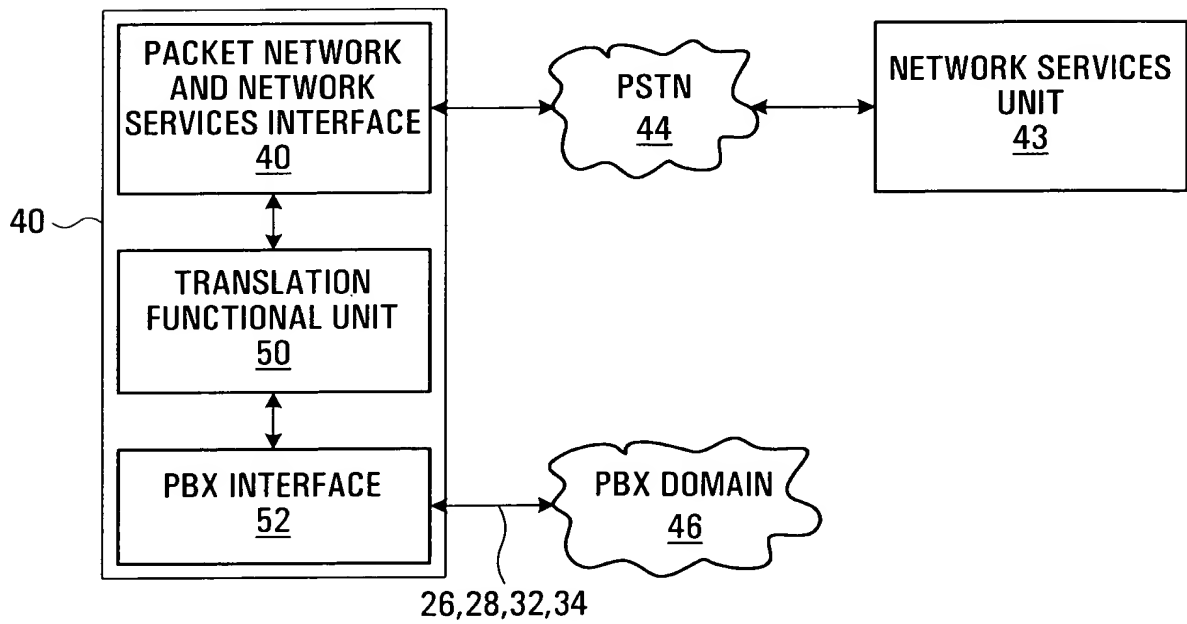 PACKET NETWORK
AND NETWORK
SERVICES INTERFACE
40
PSTN
44
NETWORK SERVICES
UNIT
43
40
TRANSLATION
FUNCTIONAL UNIT
50
PBX INTERFACE
52
PBX DOMAIN
46
26,28,32,34